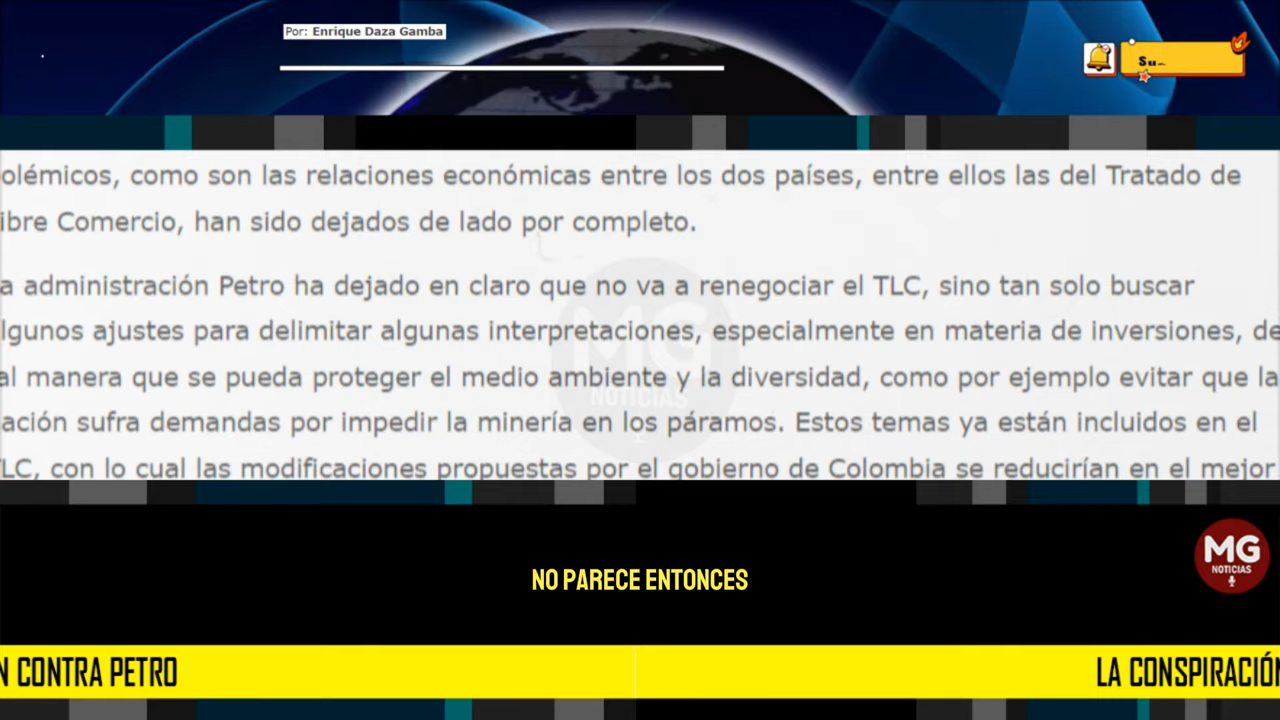 Por: Enrique Daza Gamba
Su
olémicos, como son las relaciones económicas entre los dos países, entre ellos las del Tratado de
ibre Comercio, han sido dejados de lado por completo.
a administración Petro ha dejado en claro que no va a renegociar el TLC, sino tan solo buscar
lgunos ajustes para delimitar algunas interpretaciones, especialmente en materia de inversiones, de
al manera que se pueda proteger el medio ambiente y la diversidad, como por ejemplo evitar que la
ación sufra demandas por impedir la minería en los páramos. Estos temas ya están incluidos en el
LC, con lo cual las modificaciones propuestas por el gobierno de Colombia se reducirían en el mejor
MG
NOTICIAS
NO PARECE ENTONCES
MG
NOTICIAS
N CONTRA PETRO
LA CONSPIRACIÓN